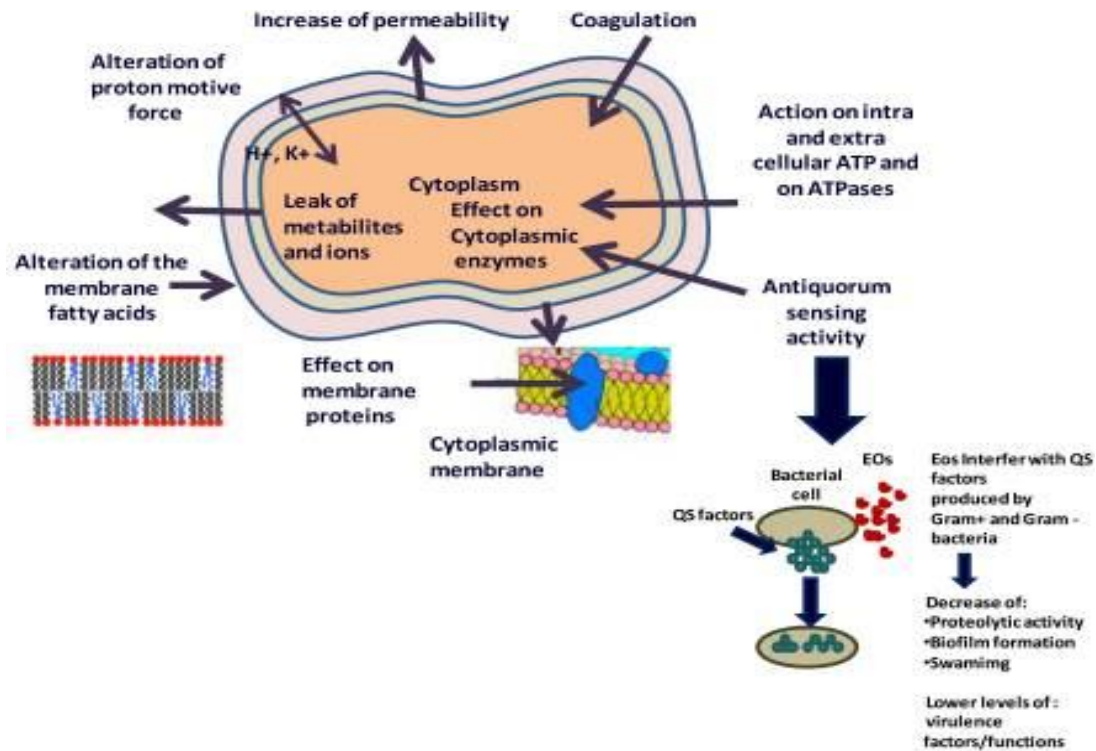 Increase of permeability
Coagulation
Alteration of
proton motive
force
H+, K+
Action on intra
and extra
cellular ATP and
on ATPases
Cytoplasm
Effect on
Cytoplasmic
enzymes
Leak of
metabilites
and ions
Alteration of the
membrane
fatty acids
Antiquorum
sensing
activity
Effect on
membrane
proteins
Cytoplasmic
membrane
EOs
Bacterial
cell
QS factors
Eos Interfer with QS
factors
produced by
Gram+ and Gram -
bacteria
Decrease of:
•Proteolytic activity
•Biofilm formation
•Swamimg
Lower levels of :
virulence
factors/functions